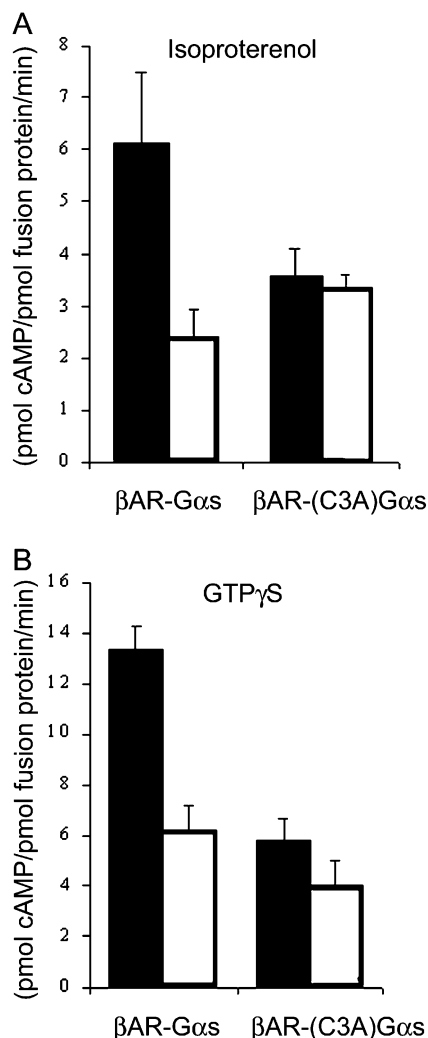 A
Isoproterenol
(pmol cAMP/pmol fusion protein/min)
8
7
6
5
4
3
2
1
0
βAR-Gαs
βAR-(C3A)Gαs
B
GTPγS
(pmol cAMP/pmol fusion protein/min)
16
14
12
10
8
6
4
2
0
βAR-Gαs
βAR-(C3A)Gαs